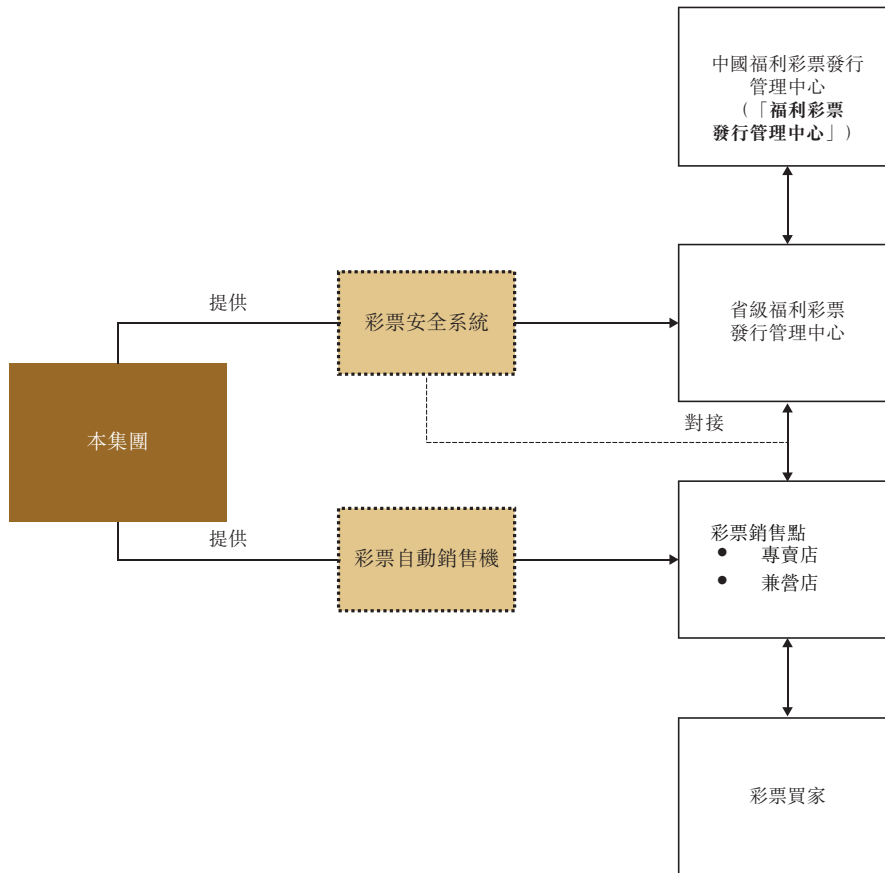 中國福利彩票發行
管理中心
（「福利彩票
發行管理中心」）
提供
彩票安全系統
省級福利彩票
發行管理中心
本集團
對接
提供
彩票自動銷售機
彩票銷售點
● 專賣店
● 兼營店
彩票買家